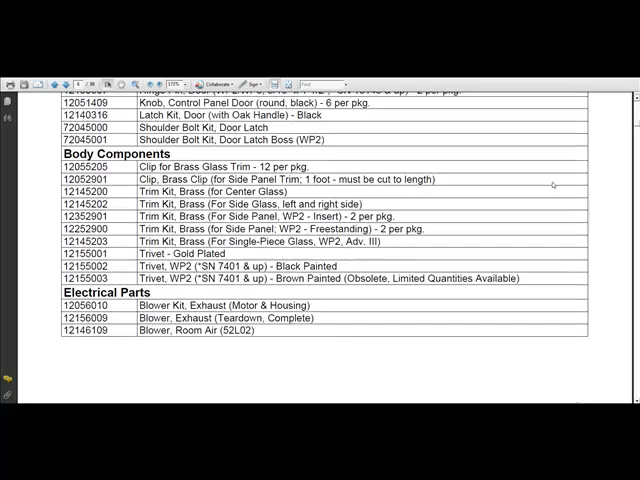 173%
Collaborate
Sign
Find
12051409 Knob, Control Panel Door (round, black) - 6 per pkg.
12140316 Latch Kit, Door (with Oak Handle) - Black
72045000 Shoulder Bolt Kit, Door Latch
72045001 Shoulder Bolt Kit, Door Latch Boss (WP2)
Body Components
12055205 Clip for Brass Glass Trim - 12 per pkg.
12052901 Clip, Brass Clip (for Side Panel Trim; 1 foot - must be cut to length)
12145200 Trim Kit, Brass (for Center Glass)
12145202 Trim Kit, Brass (For Side Glass, left and right side)
12352901 Trim Kit, Brass (For Side Panel, WP2 - Insert) - 2 per pkg.
12252900 Trim Kit, Brass (for Side Panel; WP2 - Freestanding) - 2 per pkg.
12145203 Trim Kit, Brass (For Single-Piece Glass, WP2, Adv. III)
12155001 Trivet - Gold Plated
12155002 Trivet, WP2 (*SN 7401 & up) - Black Painted
12155003 Trivet, WP2 (*SN 7401 & up) - Brown Painted (Obsolete, Limited Quantities Available)
Electrical Parts
12056010 Blower Kit, Exhaust (Motor & Housing)
12156009 Blower, Exhaust (Teardown, Complete)
12146109 Blower, Room Air (52L02)